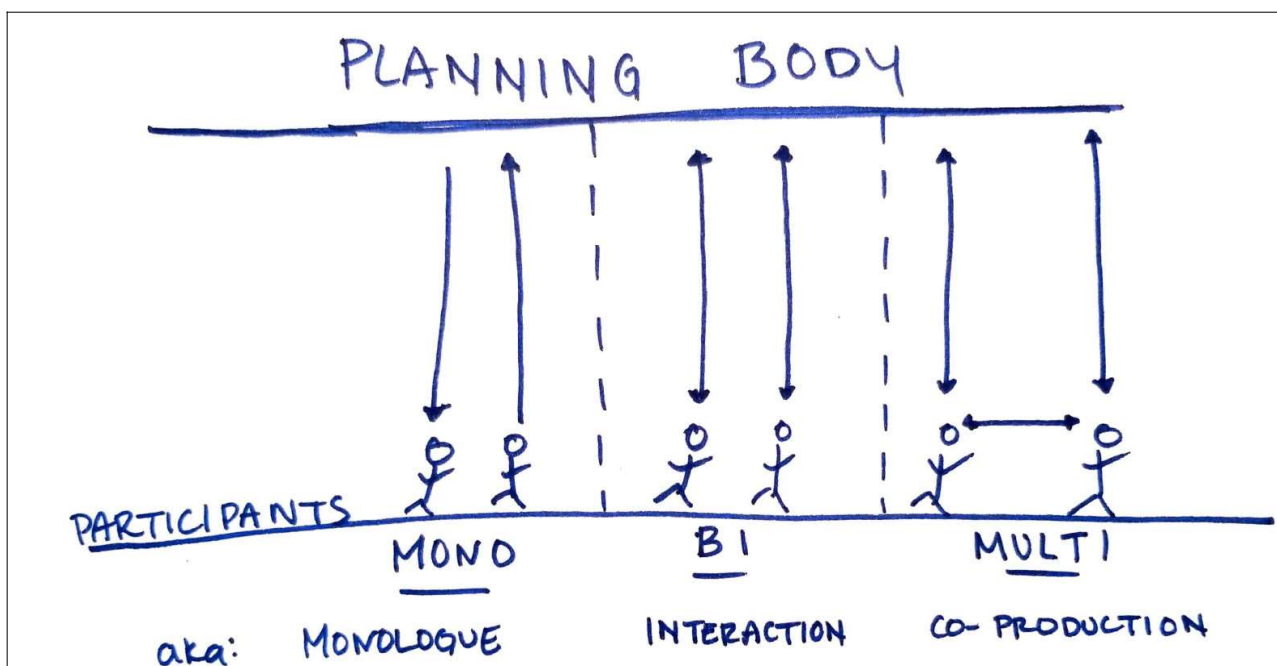 PLANNING BODY
PARTICIPANTS
MONO BI MULTI
aka: MONOLOGUE INTERACTION CO-PRODUCTION